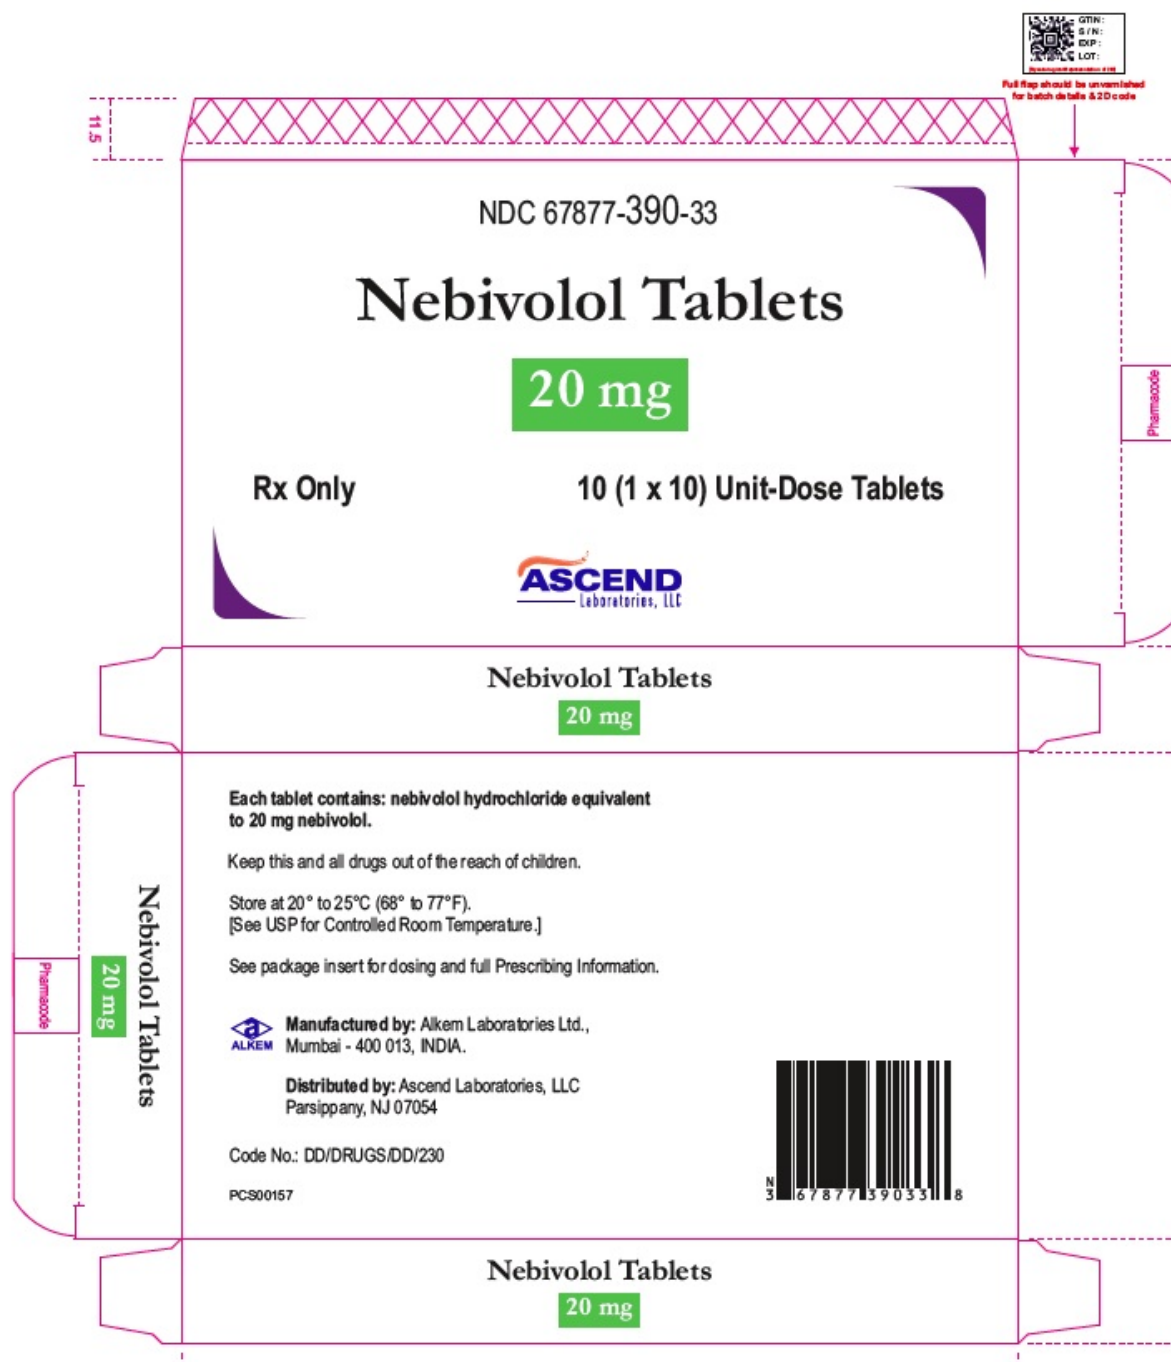 GTIN:
S/N:
EXP:
LOT:
Full flap should be unvarnished
for batch details & 2D code
11.5
NDC 67877-390-33
Nebivolol Tablets
20 mg
Rx Only
10 (1 x 10) Unit-Dose Tablets
ASCEND
Laboratories, LLC
Pharmacode
Nebivolol Tablets
20 mg
Each tablet contains: nebivolol hydrochloride equivalent
to 20 mg nebivolol.
Keep this and all drugs out of the reach of children.
Store at 20° to 25°C (68° to 77°F).
[See USP for Controlled Room Temperature.]
See package insert for dosing and full Prescribing Information.
ALKEM
Manufactured by: Alkem Laboratories Ltd.,
Mumbai - 400 013, INDIA.
Distributed by: Ascend Laboratories, LLC
Parsippany, NJ 07054
Code No.: DD/DRUGS/DD/230
PCS00157
N
3 67877 39033 8
Nebivolol Tablets
20 mg
Pharmacode
Nebivolol Tablets
20 mg